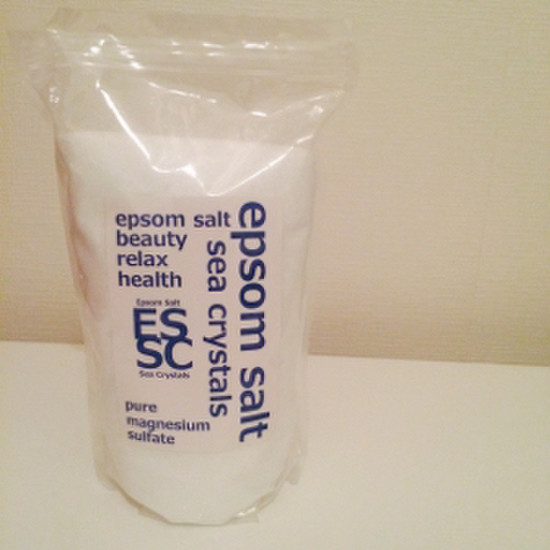 epsom salt
beauty
relax
health
Epsom Salt
ES
SC
Sea Crystals
pure
magnesium
sulfate
epsom salt
sea crystals